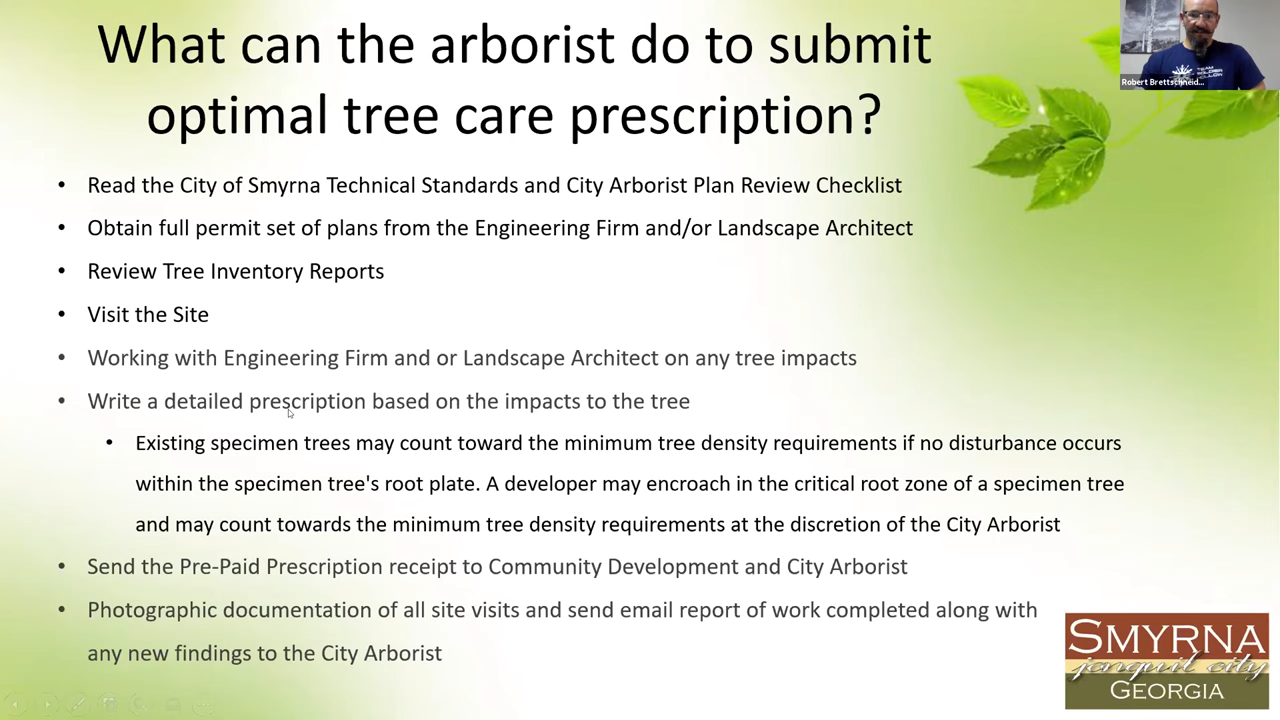 What can the arborist do to submit
optimal tree care prescription?
Robert Brettschneid...
• Read the City of Smyrna Technical Standards and City Arborist Plan Review Checklist
• Obtain full permit set of plans from the Engineering Firm and/or Landscape Architect
• Review Tree Inventory Reports
• Visit the Site
• Working with Engineering Firm and or Landscape Architect on any tree impacts
• Write a detailed prescription based on the impacts to the tree
• Existing specimen trees may count toward the minimum tree density requirements if no disturbance occurs
within the specimen tree's root plate. A developer may encroach in the critical root zone of a specimen tree
and may count towards the minimum tree density requirements at the discretion of the City Arborist
• Send the Pre-Paid Prescription receipt to Community Development and City Arborist
• Photographic documentation of all site visits and send email report of work completed along with
any new findings to the City Arborist
SMYRNA
jonquil city
GEORGIA